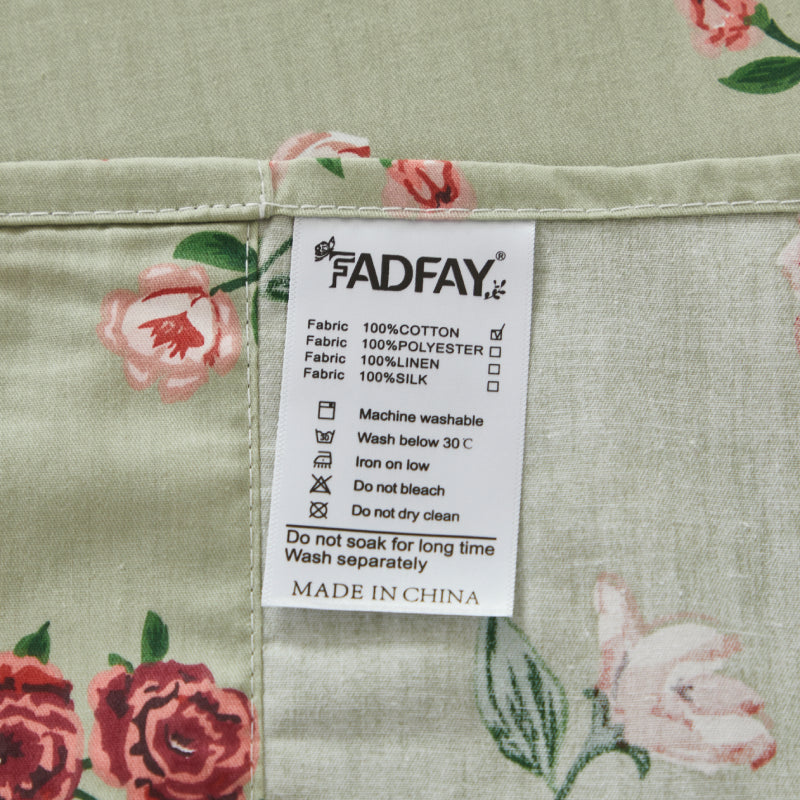 FADFAY®
Fabric 100%COTTON
Fabric 100%POLYESTER
Fabric 100%LINEN
Fabric 100%SILK
Machine washable
30 Wash below 30℃
Iron on low
Do not bleach
Do not dry clean
Do not soak for long time
Wash separately
MADE IN CHINA